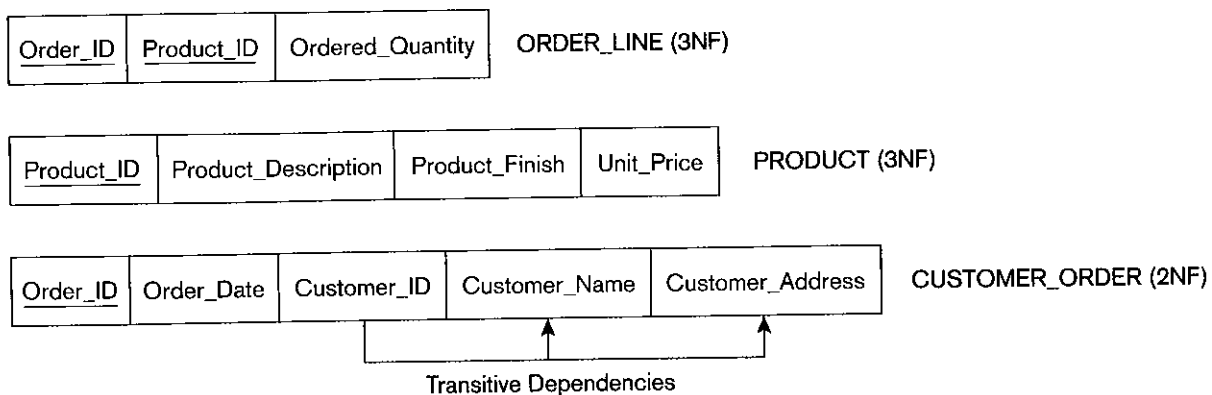 Order_ID Product_ID Ordered_Quantity ORDER_LINE (3NF)
Product_ID Product_Description Product_Finish Unit_Price PRODUCT (3NF)
Order_ID Order_Date Customer_ID Customer_Name Customer_Address CUSTOMER_ORDER (2NF)
Transitive Dependencies